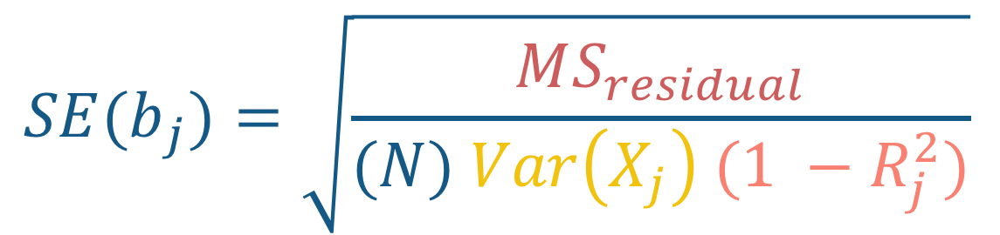 SE(b_j) = √(MS_residual / ((N) Var(X_j) (1 − R_j^2)))